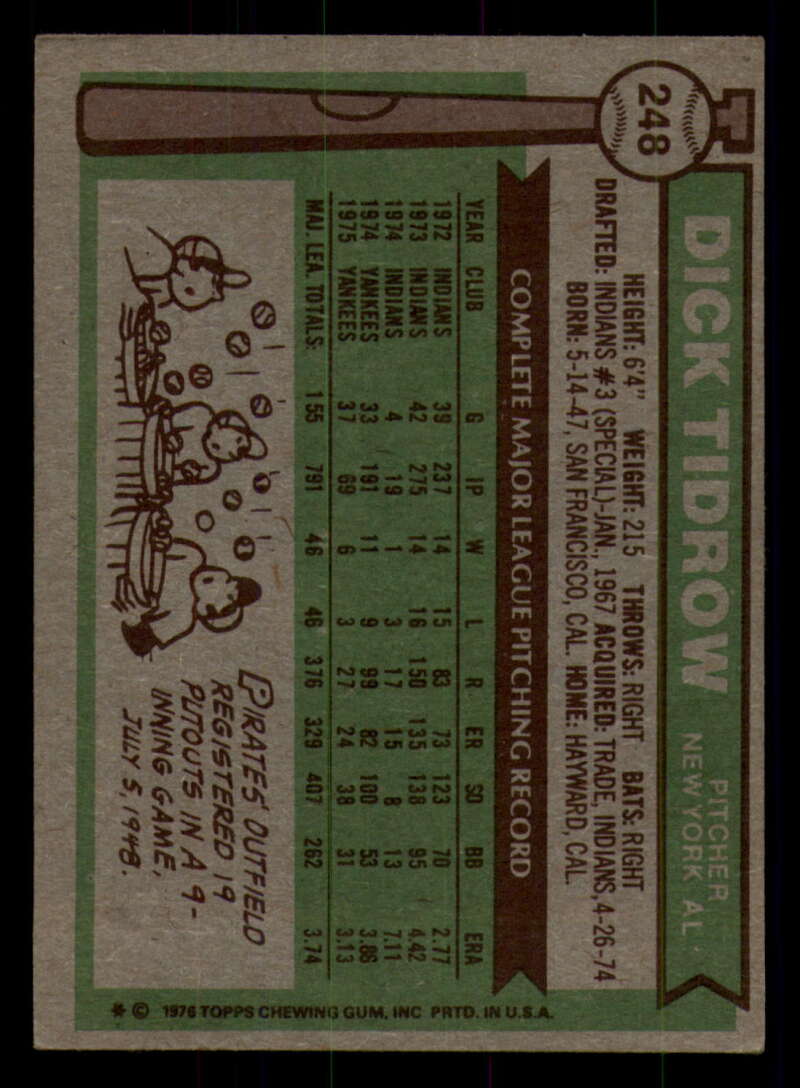 248
DICK TIDROW
PITCHER
NEW YORK AL
HEIGHT: 6'4" WEIGHT: 215 THROWS: RIGHT BATS: RIGHT
DRAFTED: INDIANS #3 (SPECIAL)-JAN., 1967 ACQUIRED: TRADE, INDIANS, 4-26-74
BORN: 5-14-47, SAN FRANCISCO, CAL. HOME: HAYWARD, CAL.
COMPLETE MAJOR LEAGUE PITCHING RECORD
YEAR CLUB G IP W L R ER SO BB ERA
1972 INDIANS 39 237 14 15 83 73 123 70 2.77
1973 INDIANS 42 275 14 16 150 135 138 95 4.42
1974 INDIANS 4 19 1 3 17 15 8 13 7.11
1974 YANKEES 33 191 11 9 99 82 100 53 3.86
1975 YANKEES 37 69 6 3 27 24 38 31 3.13
MAJ. LEA. TOTALS: 155 791 46 46 376 329 407 262 3.74
PIRATES' OUTFIELD
REGISTERED 19
PUTOUTS IN A 9-
INNING GAME,
JULY 5, 1948.
* © 1976 TOPPS CHEWING GUM, INC PRTD. IN U.S.A.